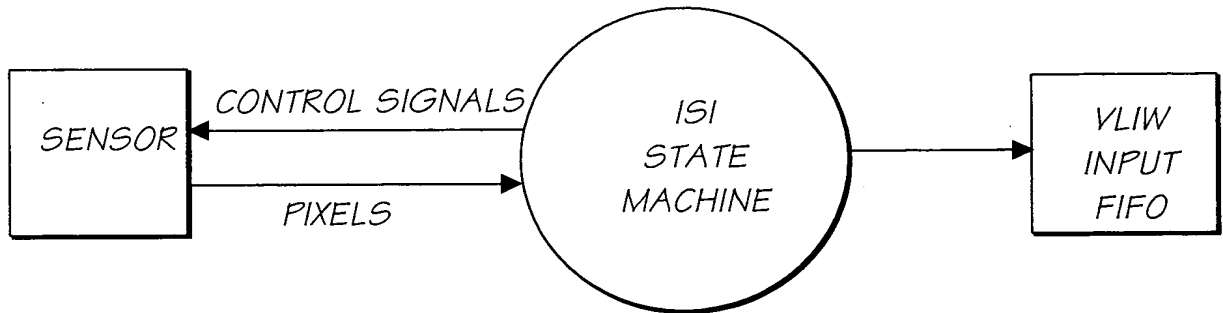 SENSOR
CONTROL SIGNALS
PIXELS
ISI
STATE
MACHINE
VLIW
INPUT
FIFO